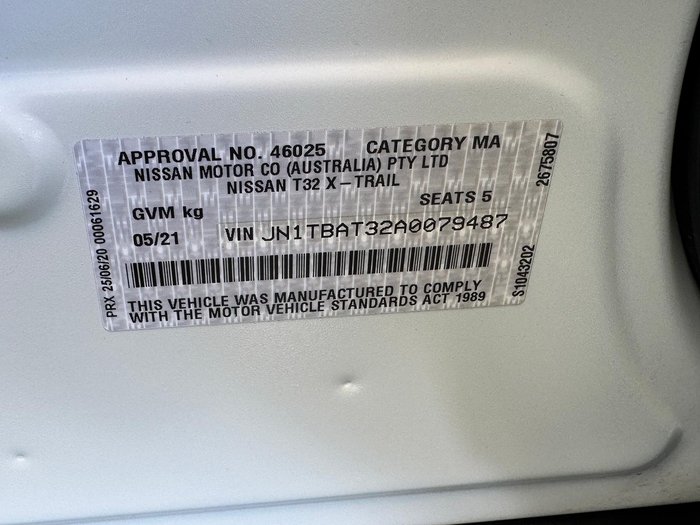 APPROVAL NO. 46025 CATEGORY MA
NISSAN MOTOR CO (AUSTRALIA) PTY LTD
NISSAN T32 X-TRAIL
GVM kg SEATS 5
05/21 VIN JN1TBAT32A0079487
THIS VEHICLE WAS MANUFACTURED TO COMPLY
WITH THE MOTOR VEHICLE STANDARDS ACT 1989
PRX 25/06/20 00061629
2675807
S1043202